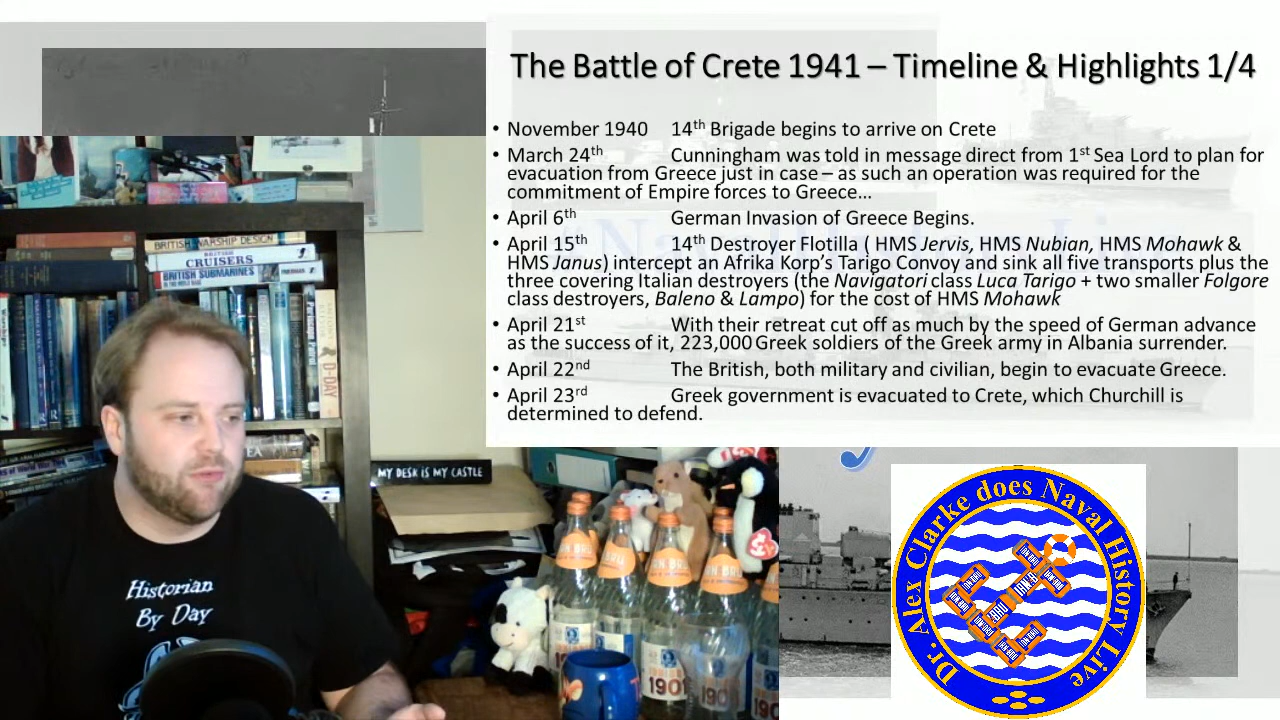 The Battle of Crete 1941 – Timeline & Highlights 1/4
• November 1940 14th Brigade begins to arrive on Crete
• March 24th Cunningham was told in message direct from 1st Sea Lord to plan for
evacuation from Greece just in case – as such an operation was required for the
commitment of Empire forces to Greece…
• April 6th German Invasion of Greece Begins.
• April 15th 14th Destroyer Flotilla ( HMS Jervis, HMS Nubian, HMS Mohawk &
HMS Janus) intercept an Afrika Korp’s Tarigo Convoy and sink all five transports plus the
three covering Italian destroyers (the Navigatori class Luca Tarigo + two smaller Folgore
class destroyers, Baleno & Lampo) for the cost of HMS Mohawk
• April 21st With their retreat cut off as much by the speed of German advance
as the success of it, 223,000 Greek soldiers of the Greek army in Albania surrender.
• April 22nd The British, both military and civilian, begin to evacuate Greece.
• April 23rd Greek government is evacuated to Crete, which Churchill is
determined to defend.
BRITISH WARSHIP DESIGN
BRITISH
CRUISERS
BRITISH SUBMARINES
D-DAY
MY DESK IS MY CASTLE
Historian
By Day
1901
Dr. Alex Clarke does Naval History Live